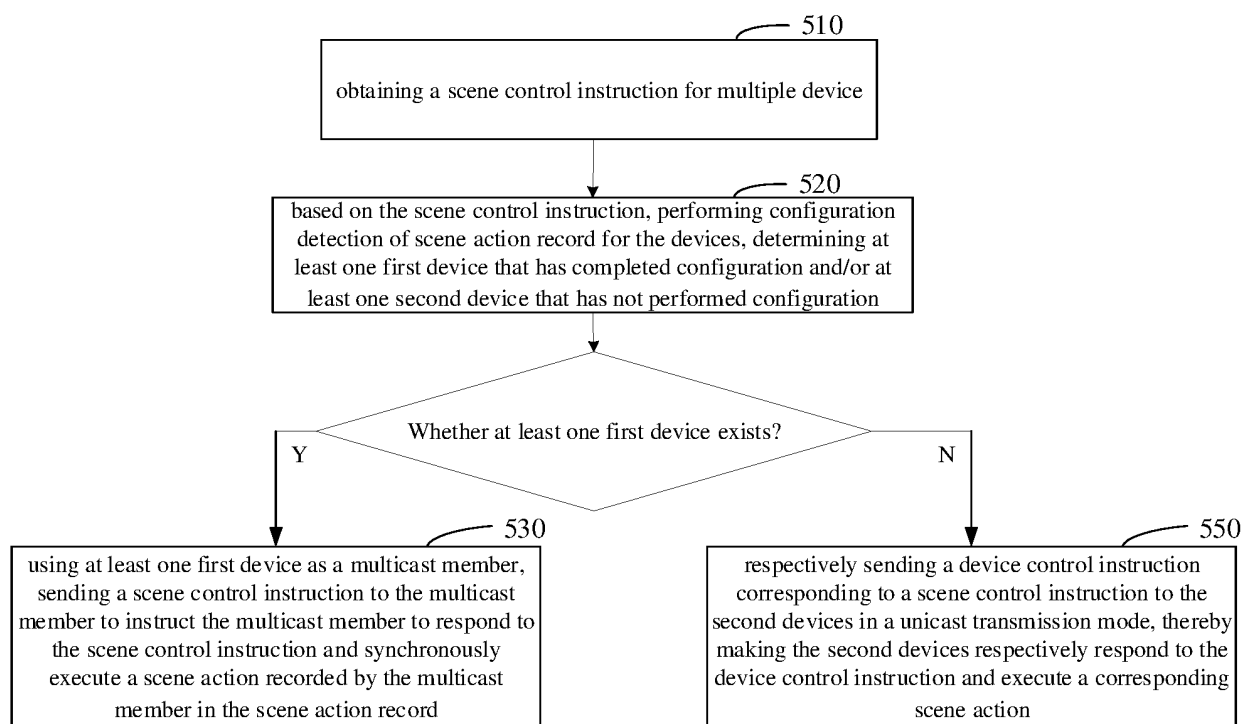 510
obtaining a scene control instruction for multiple device
520
based on the scene control instruction, performing configuration
detection of scene action record for the devices, determining at
least one first device that has completed configuration and/or at
least one second device that has not performed configuration
Whether at least one first device exists?
Y
N
530
using at least one first device as a multicast member,
sending a scene control instruction to the multicast
member to instruct the multicast member to respond to
the scene control instruction and synchronously
execute a scene action recorded by the multicast
member in the scene action record
550
respectively sending a device control instruction
corresponding to a scene control instruction to the
second devices in a unicast transmission mode, thereby
making the second devices respectively respond to the
device control instruction and execute a corresponding
scene action